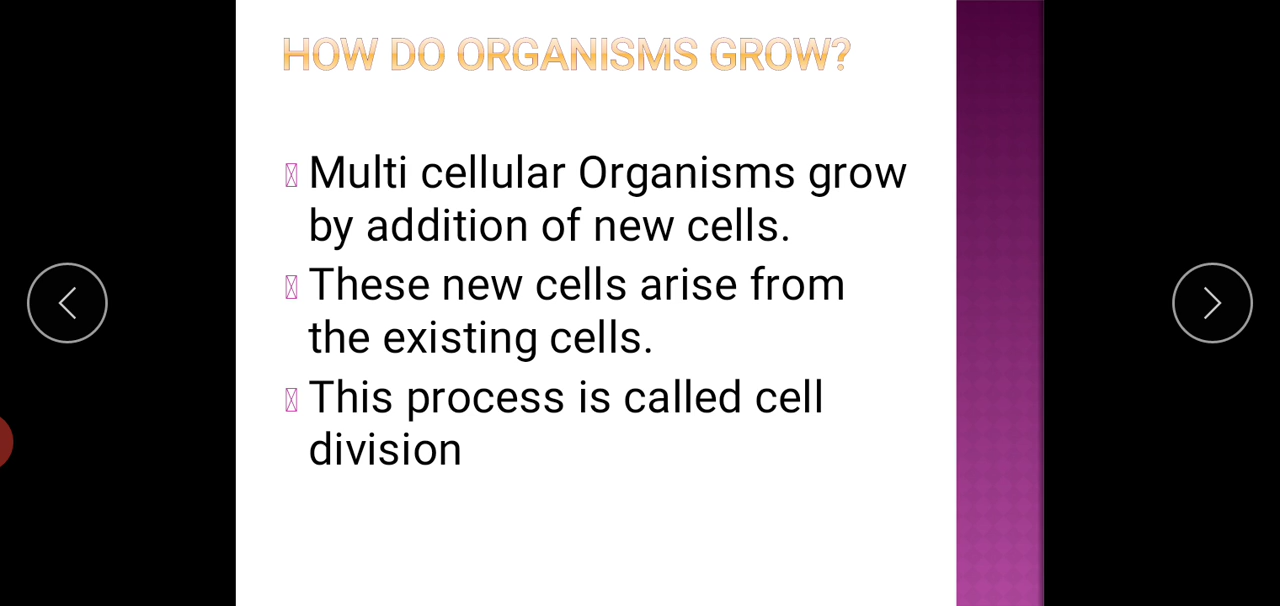 HOW DO ORGANISMS GROW?
Multi cellular Organisms grow
by addition of new cells.
These new cells arise from
the existing cells.
This process is called cell
division